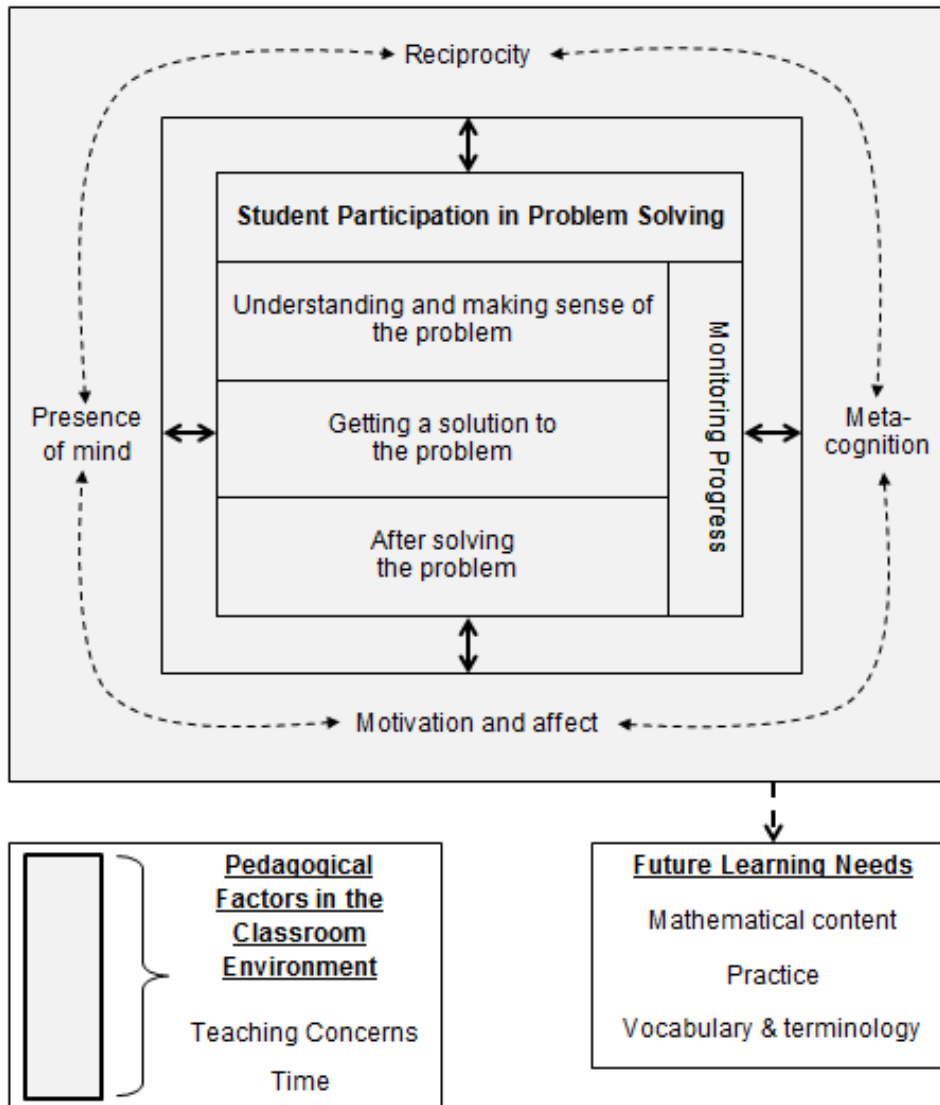 Reciprocity
Student Participation in Problem Solving
Understanding and making sense of
the problem
Monitoring Progress
Getting a solution to
the problem
After solving
the problem
Presence
of mind
Meta-
cognition
Motivation and affect
Pedagogical
Factors in the
Classroom
Environment
Teaching Concerns
Time
Future Learning Needs
Mathematical content
Practice
Vocabulary & terminology